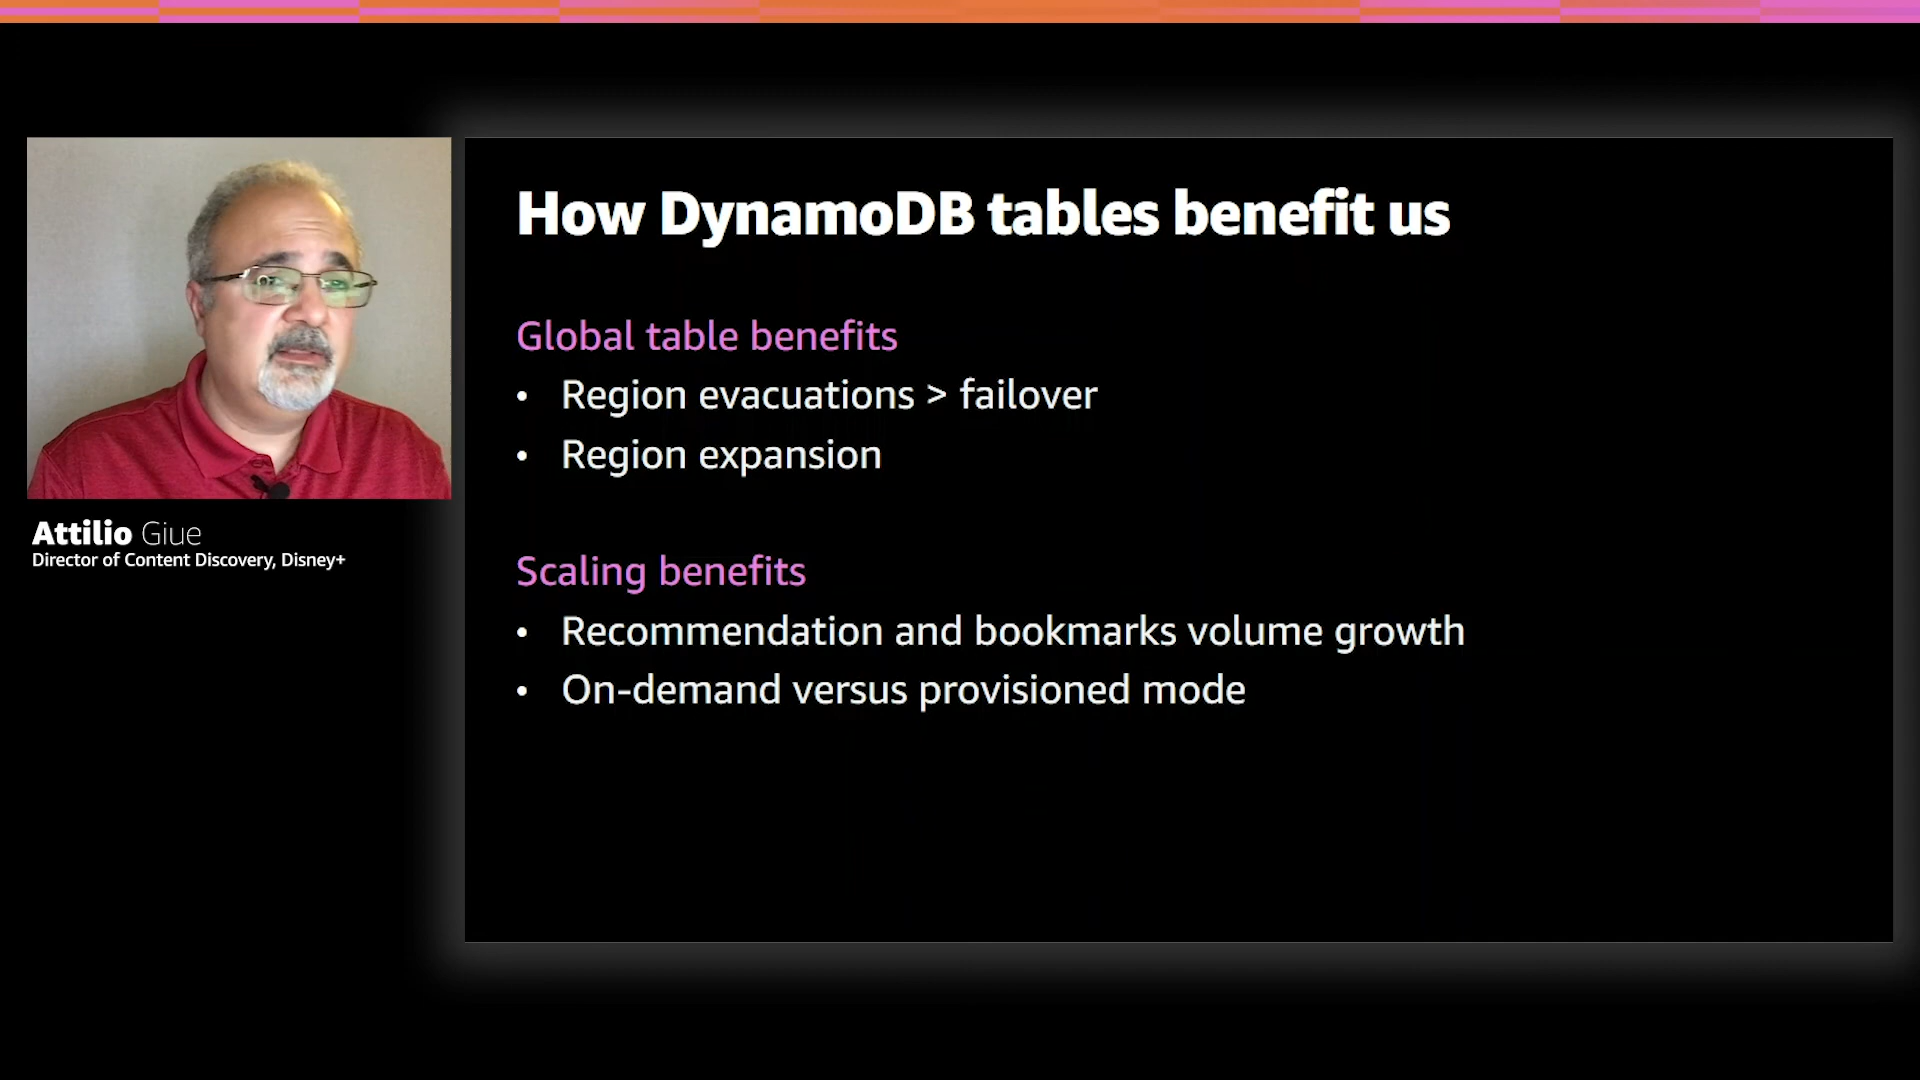 How DynamoDB tables benefit us
Global table benefits
• Region evacuations > failover
• Region expansion
Scaling benefits
• Recommendation and bookmarks volume growth
• On-demand versus provisioned mode
Attilio Giue
Director of Content Discovery, Disney+